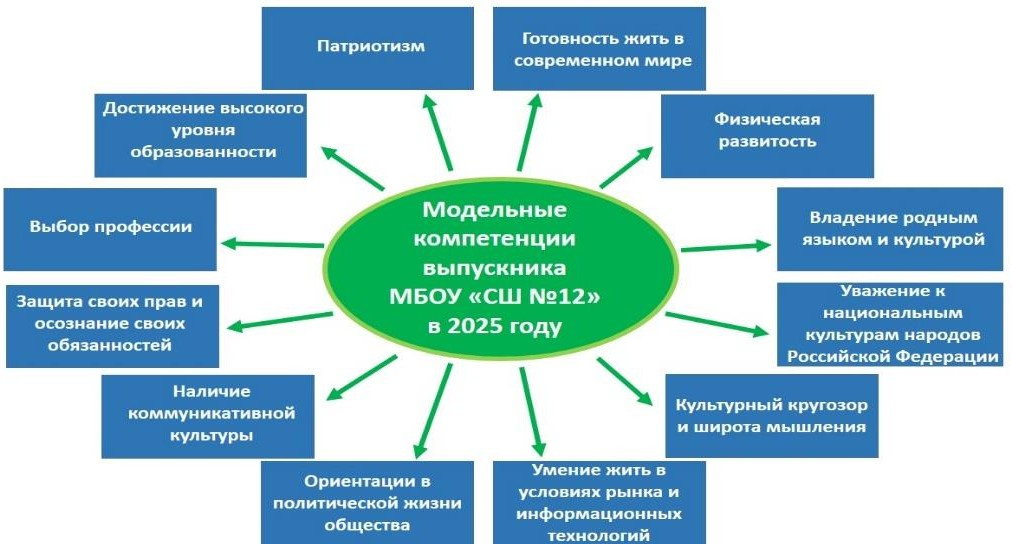 Патриотизм
Готовность жить в
современном мире
Достижение высокого
уровня
образованности
Физическая
развитость
Выбор профессии
Модельные
компетенции
выпускника
МБОУ «СШ №12»
в 2025 году
Владение родным
языком и культурой
Защита своих прав и
осознание своих
обязанностей
Уважение к
национальным
культурам народов
Российской Федерации
Наличие
коммуникативной
культуры
Культурный кругозор
и широта мышления
Ориентации в
политической жизни
общества
Умение жить в
условиях рынка и
информационных
технологий